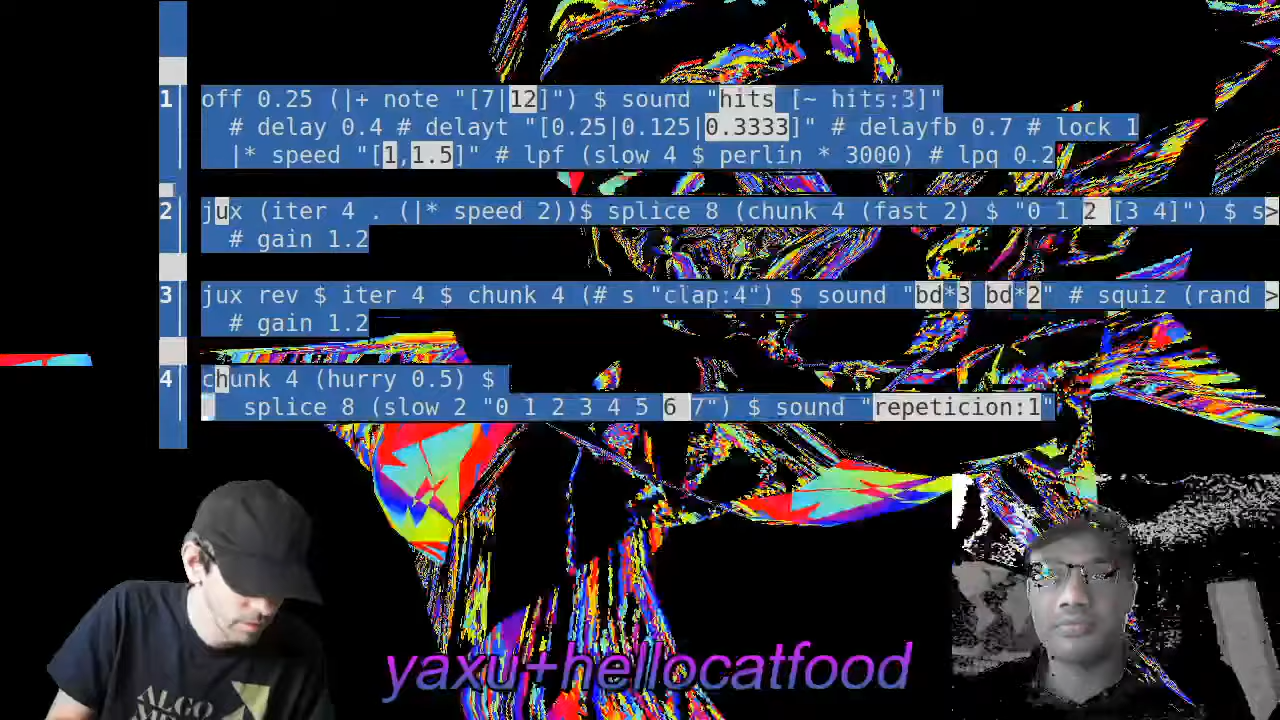 1 off 0.25 (|+ note "[7|12]") $ sound "hits [~ hits:3]"
# delay 0.4 # delayt "[0.25|0.125|0.3333]" # delayfb 0.7 # lock 1
|* speed "[1,1.5]" # lpf (slow 4 $ perlin * 3000) # lpq 0.2
2 jux (iter 4 . (|* speed 2))$ splice 8 (chunk 4 (fast 2) $ "0 1 2 [3 4]") $ s>
# gain 1.2
3 jux rev $ iter 4 $ chunk 4 (# s "clap:4") $ sound "bd*3 bd*2" # squiz (rand >
# gain 1.2
4 chunk 4 (hurry 0.5) $
splice 8 (slow 2 "0 1 2 3 4 5 6 7") $ sound "repeticion:1"
yaxu+hellocatfood
ALGO